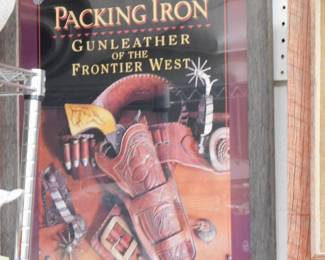 PACKING IRON
GUNLEATHER
OF THE
FRONTIER WEST